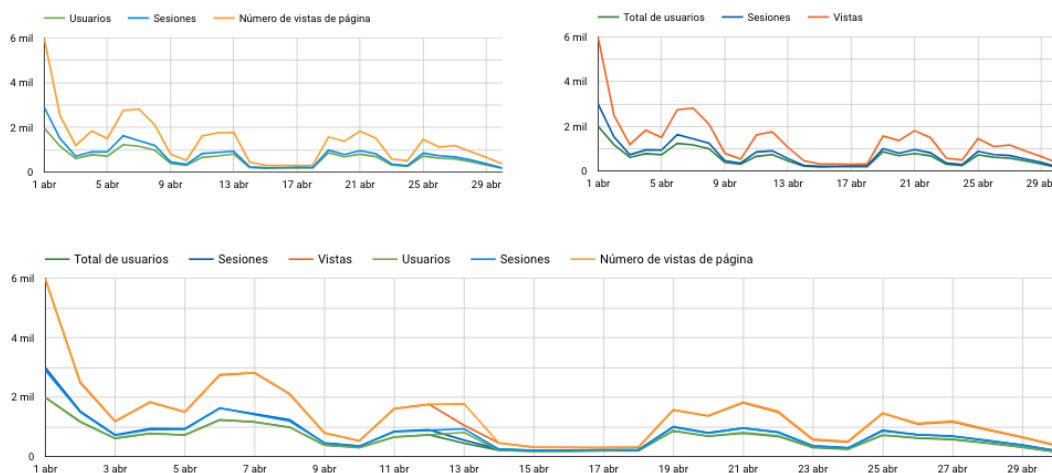 Usuarios Sesiones Número de vistas de página
6 mil
4 mil
2 mil
0
1 abr 5 abr 9 abr 13 abr 17 abr 21 abr 25 abr 29 abr
Total de usuarios Sesiones Vistas
6 mil
4 mil
2 mil
0
1 abr 5 abr 9 abr 13 abr 17 abr 21 abr 25 abr 29 abr
Total de usuarios Sesiones Vistas Usuarios Sesiones Número de vistas de página
6 mil
4 mil
2 mil
0
1 abr 3 abr 5 abr 7 abr 9 abr 11 abr 13 abr 15 abr 17 abr 19 abr 21 abr 23 abr 25 abr 27 abr 29 abr